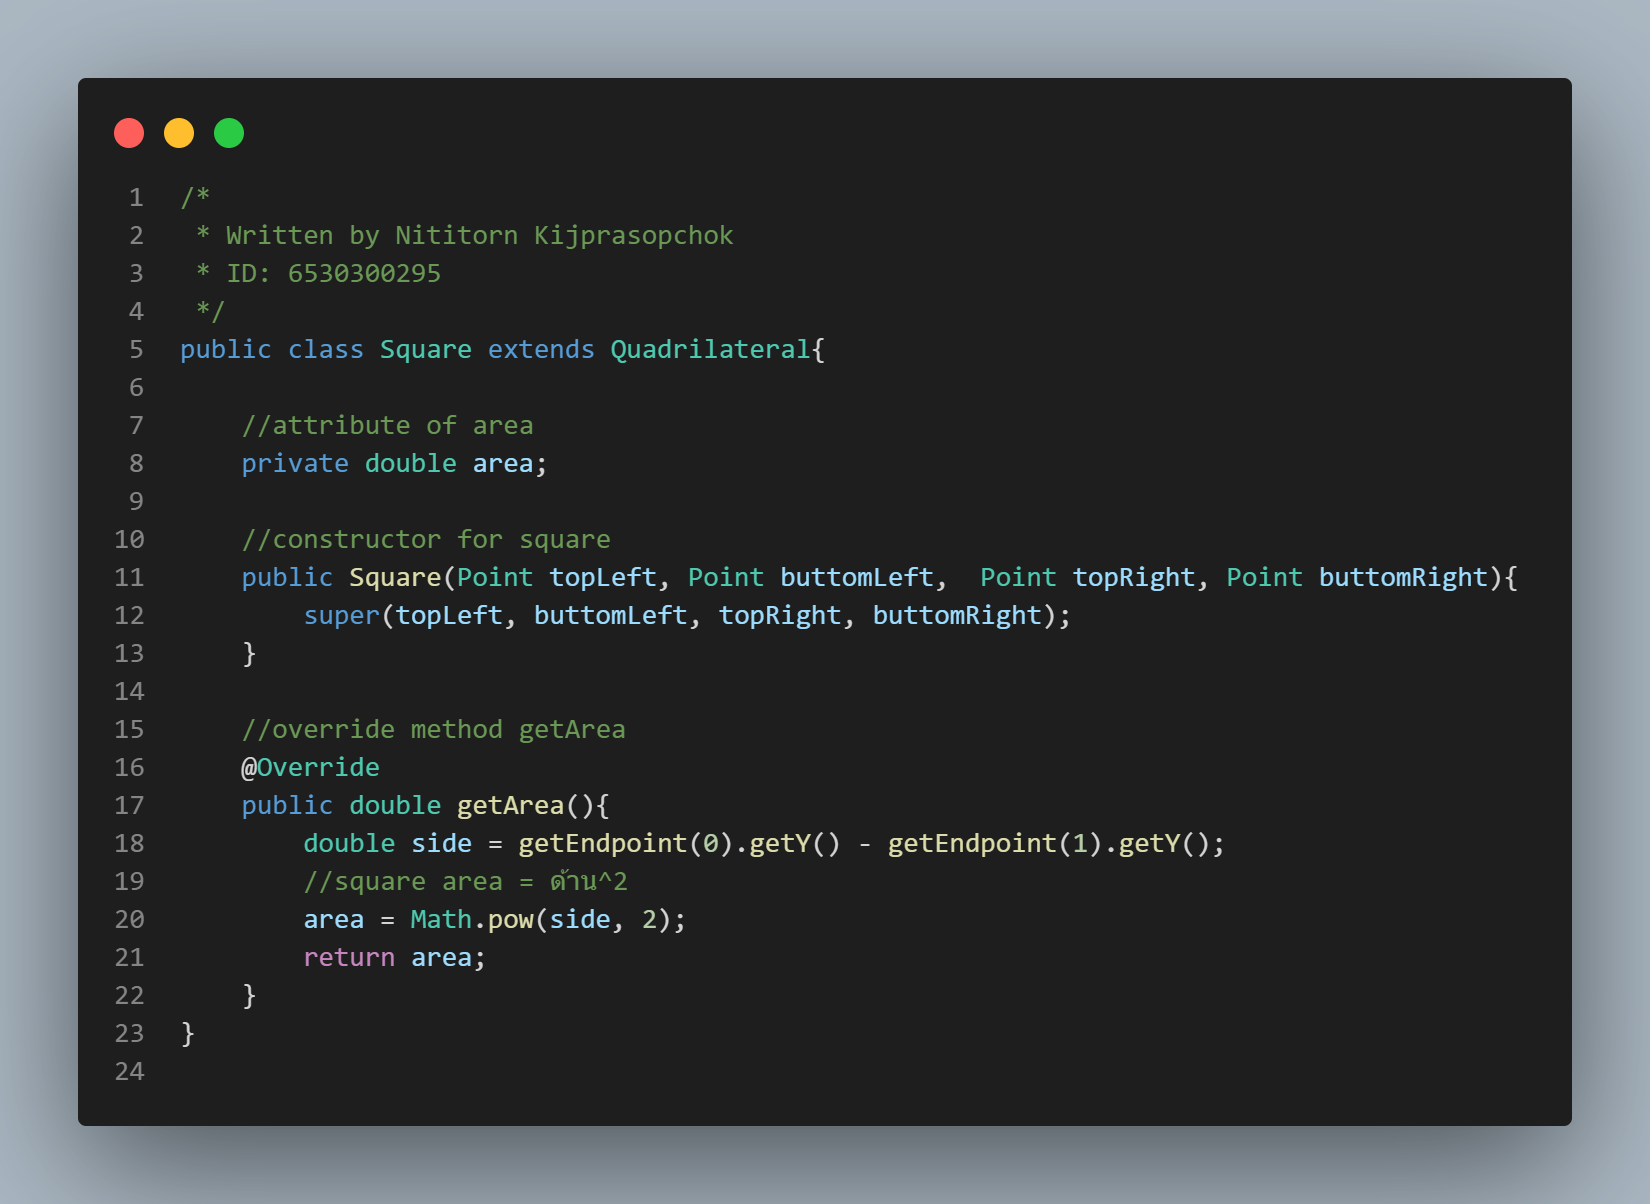 1 /*
2  * Written by Nititorn Kijprasopchok
3  * ID: 6530300295
4  */
5 public class Square extends Quadrilateral{
6
7     //attribute of area
8     private double area;
9
10     //constructor for square
11     public Square(Point topLeft, Point buttomLeft,  Point topRight, Point buttomRight){
12         super(topLeft, buttomLeft, topRight, buttomRight);
13     }
14
15     //override method getArea
16     @Override
17     public double getArea(){
18         double side = getEndpoint(0).getY() - getEndpoint(1).getY();
19         //square area = ด้าน^2
20         area = Math.pow(side, 2);
21         return area;
22     }
23 }
24